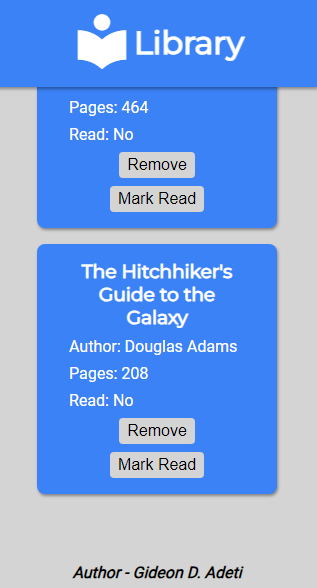 Library
Pages: 464
Read: No
Remove
Mark Read
The Hitchhiker's
Guide to the
Galaxy
Author: Douglas Adams
Pages: 208
Read: No
Remove
Mark Read
Author - Gideon D. Adeti